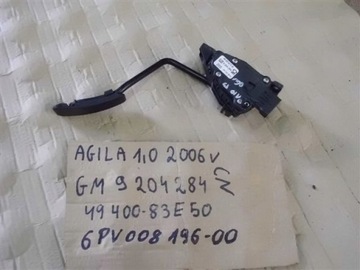 AGILA 1,0 2006 v
GM 9 204 284
49 400-83E50
6PV008 196-00